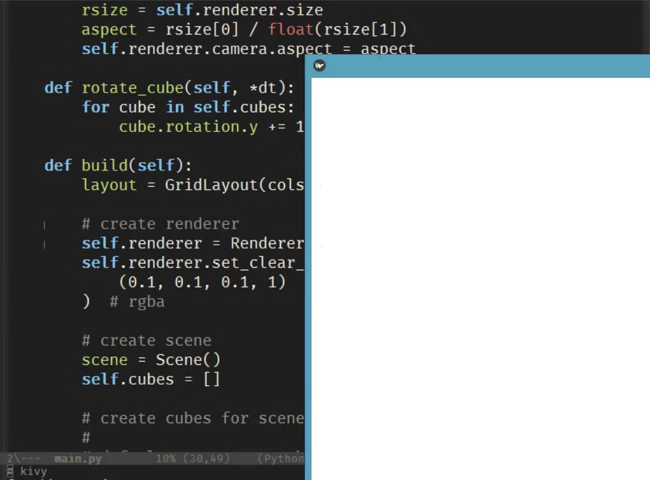 rsize = self.renderer.size
aspect = rsize[0] / float(rsize[1])
self.renderer.camera.aspect = aspect
def rotate_cube(self, *dt):
for cube in self.cubes:
cube.rotation.y += 1
def build(self):
layout = GridLayout(cols
# create renderer
self.renderer = Renderer
self.renderer.set_clear_
(0.1, 0.1, 0.1, 1)
) # rgba
# create scene
scene = Scene()
self.cubes = []
# create cubes for scene
#
2\--- main.py 10% (30,49) (Python
# kivy